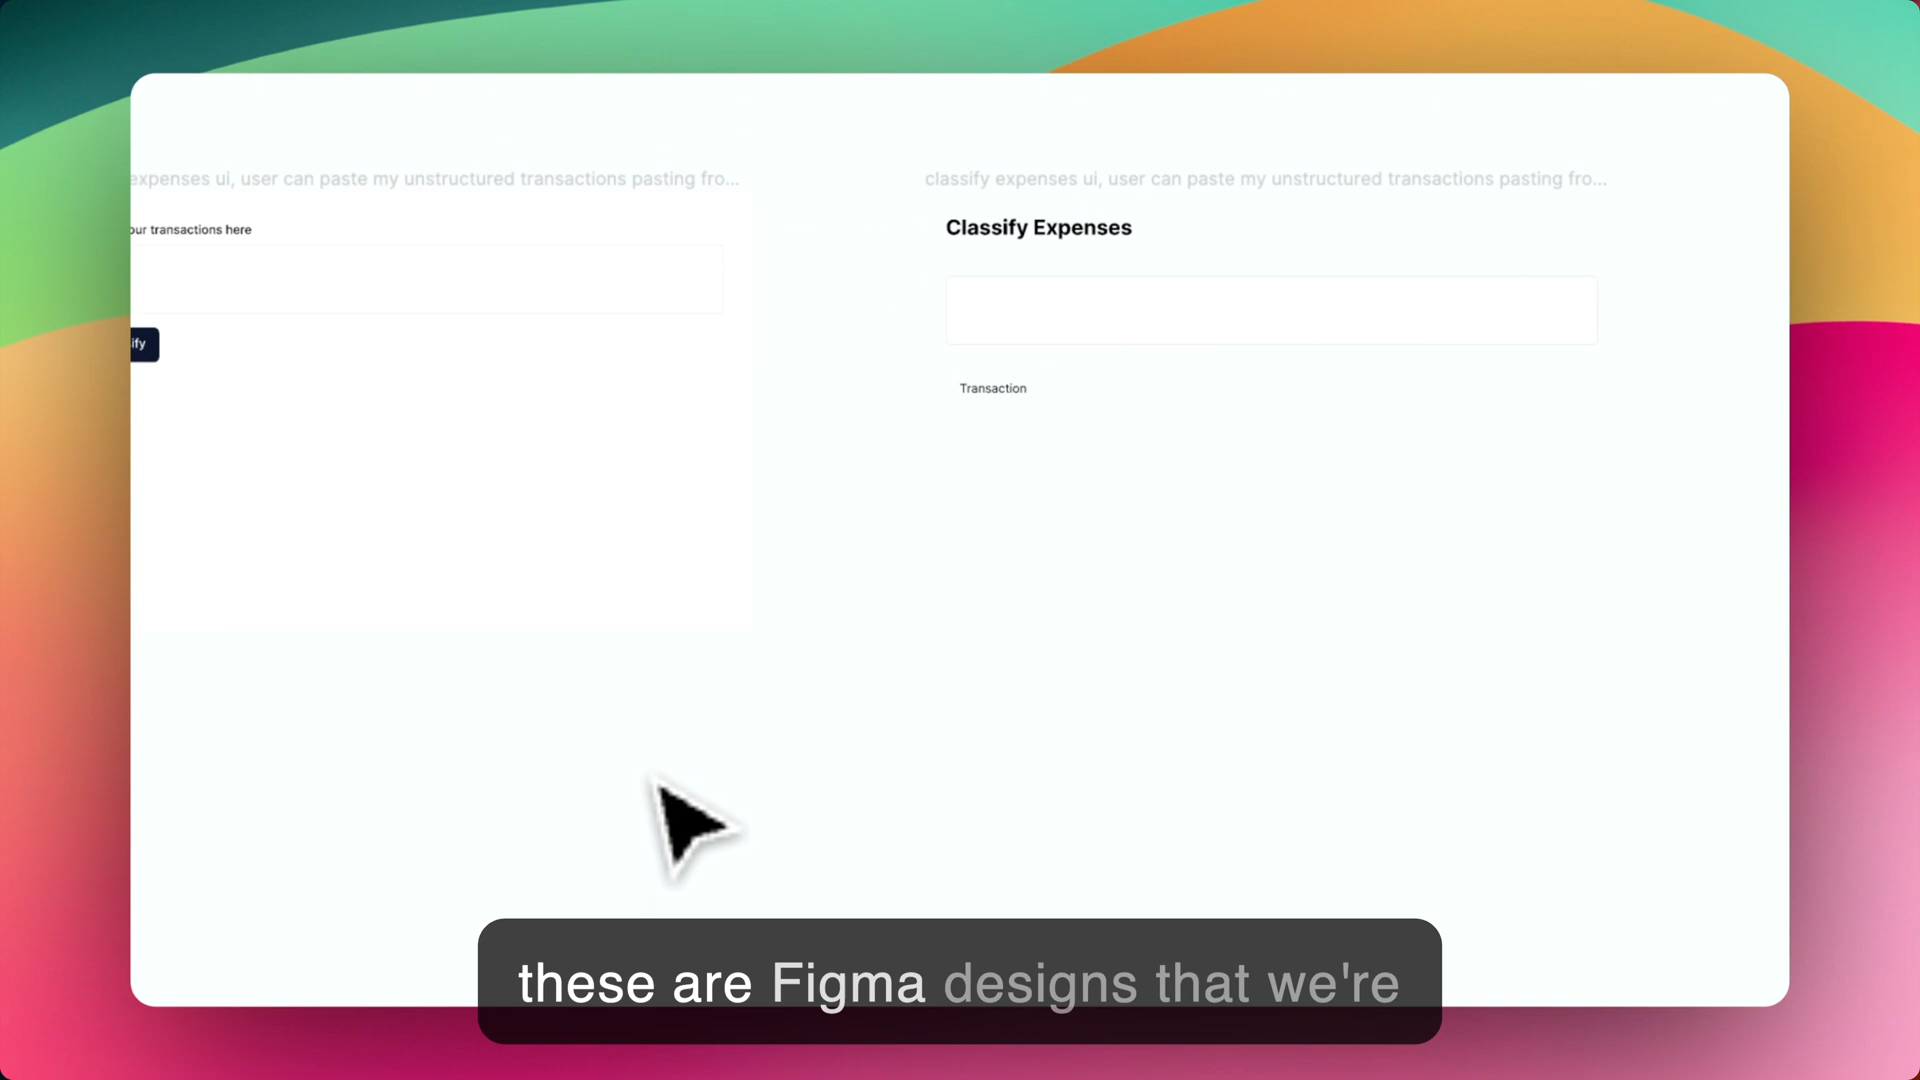 expenses ui, user can paste my unstructured transactions pasting fro...
our transactions here
ify
classify expenses ui, user can paste my unstructured transactions pasting fro...
Classify Expenses
Transaction
these are Figma designs that we're